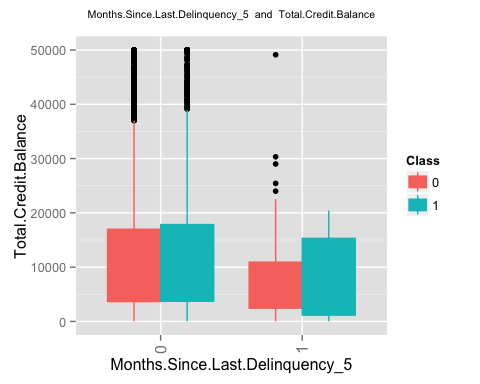 Months.Since.Last.Delinquency_5 and Total.Credit.Balance
50000
40000
30000
20000
10000
0
Total.Credit.Balance
0
1
Months.Since.Last.Delinquency_5
Class
0
1